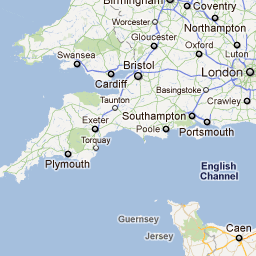 Birmingham
Coventry
Worcester
Northampton
Gloucester
Oxford
Luton
Swansea
Bristol
London
Cardiff
Basingstoke
Taunton
Crawley
Southampton
Exeter
Poole
Portsmouth
Torquay
Plymouth
English
Channel
Guernsey
Jersey
Caen